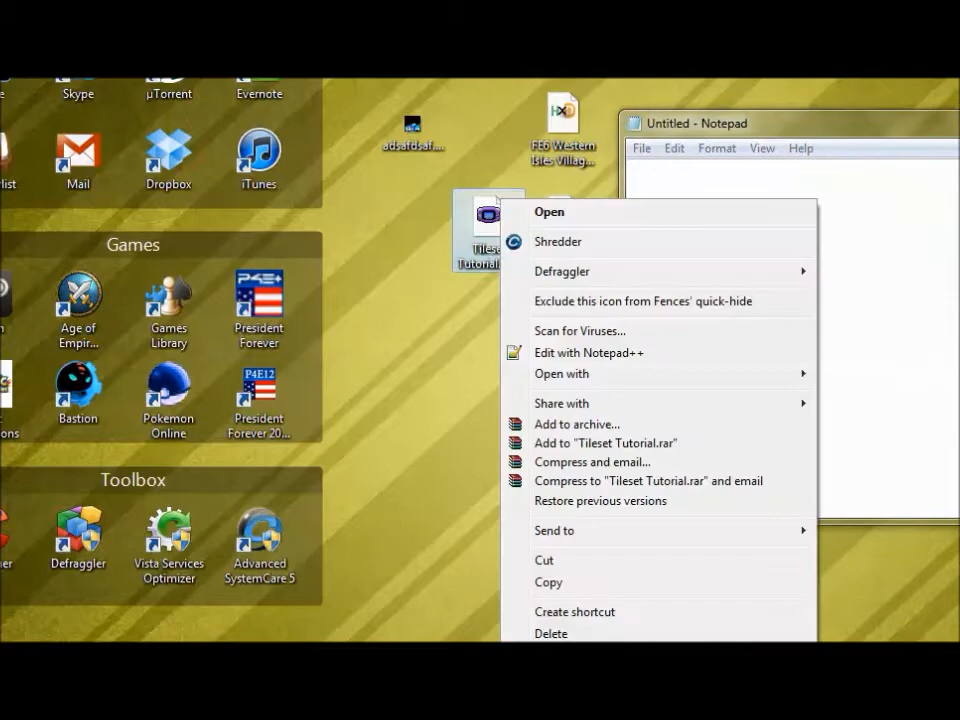 Skype
µTorrent
Evernote
Mail
Dropbox
iTunes
Games
Age of
Empir...
Games
Library
President
Forever
Bastion
Pokemon
Online
P4E12
President
Forever 20...
Toolbox
Defraggler
Vista Services
Optimizer
Advanced
SystemCare 5
adsafdsaf....
FE6 Western
Isles Villag...
Tilese
Tutorial
Untitled - Notepad
File Edit Format View Help
Open
Shredder
Defraggler
Exclude this icon from Fences' quick-hide
Scan for Viruses...
Edit with Notepad++
Open with
Share with
Add to archive...
Add to "Tileset Tutorial.rar"
Compress and email...
Compress to "Tileset Tutorial.rar" and email
Restore previous versions
Send to
Cut
Copy
Create shortcut
Delete